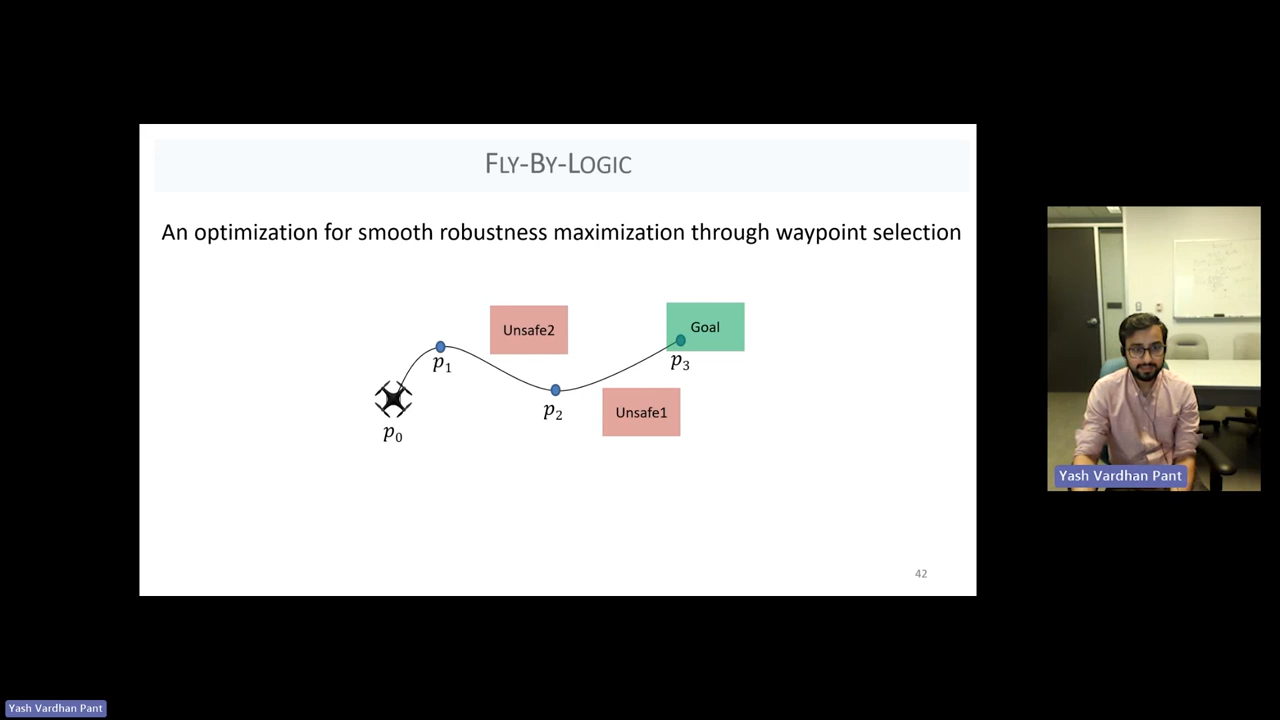 FLY-BY-LOGIC
An optimization for smooth robustness maximization through waypoint selection
Unsafe2
Goal
p1
p3
p2
Unsafe1
p0
42
Yash Vardhan Pant
Yash Vardhan Pant